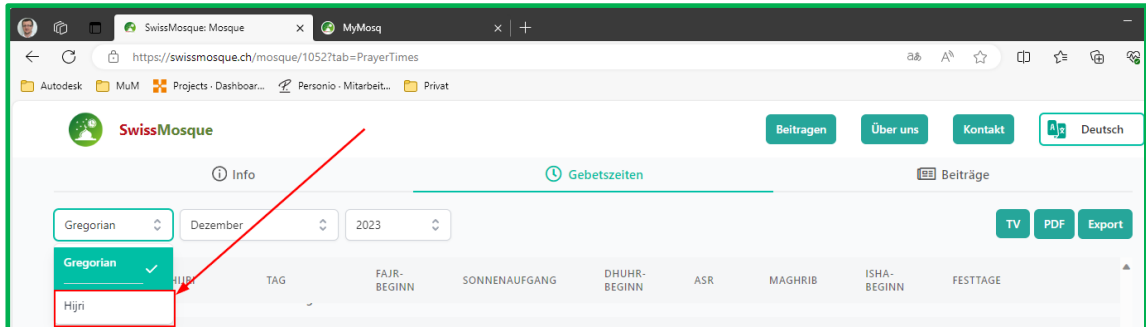 SwissMosque: Mosque
MyMosq
https://swissmosque.ch/mosque/1052?tab=PrayerTimes
Autodesk MuM Projects - Dashboar... Personio - Mitarbeit... Privat
SwissMosque
Beitragen Über uns Kontakt Deutsch
Info Gebetszeiten Beiträge
Gregorian Dezember 2023 TV PDF Export
Gregorian
TAG FAJR-BEGINN SONNENAUFGANG DHUHR-BEGINN ASR MAGHRIB ISHA-BEGINN FESTTAGE
Hijri